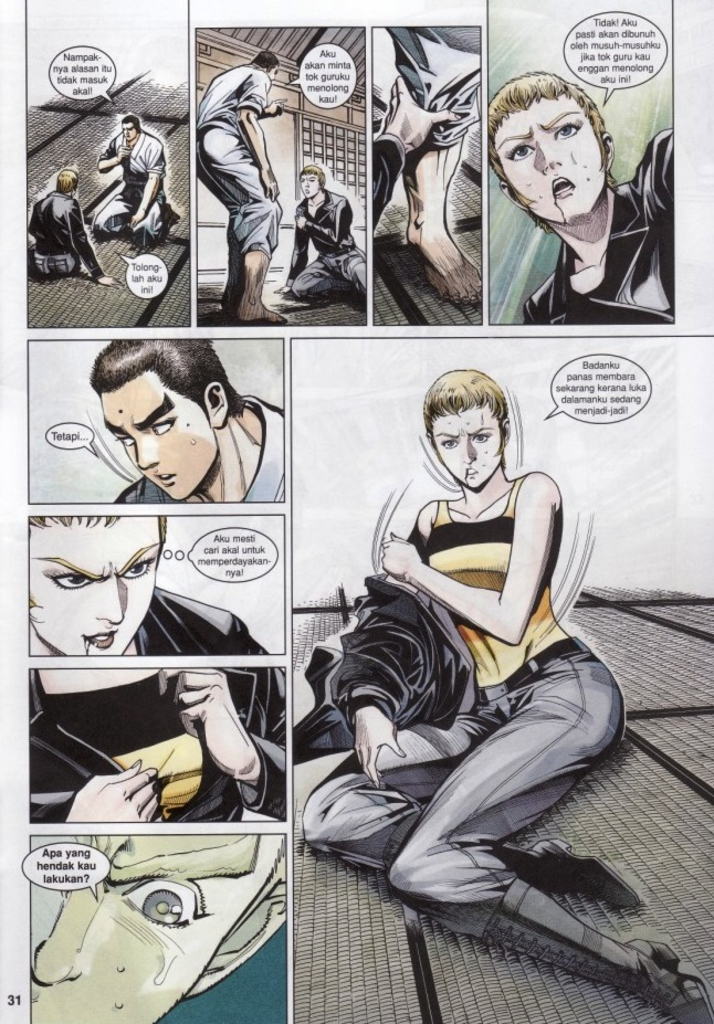 Nampak-
nya alasan itu
tidak masuk
akal!
Tolong-
lah aku
ini!
Aku
akan minta
tok guruku
menolong
kau!
Tidak! Aku
pasti akan dibunuh
oleh musuh-musuhku
jika tok guru kau
enggan menolong
aku ini!
Tetapi...
Badanku
panas membara
sekarang kerana luka
dalamanku sedang
menjadi-jadi!
Aku mesti
cari akal untuk
memperdayakan-
nya!
Apa yang
hendak kau
lakukan?
31